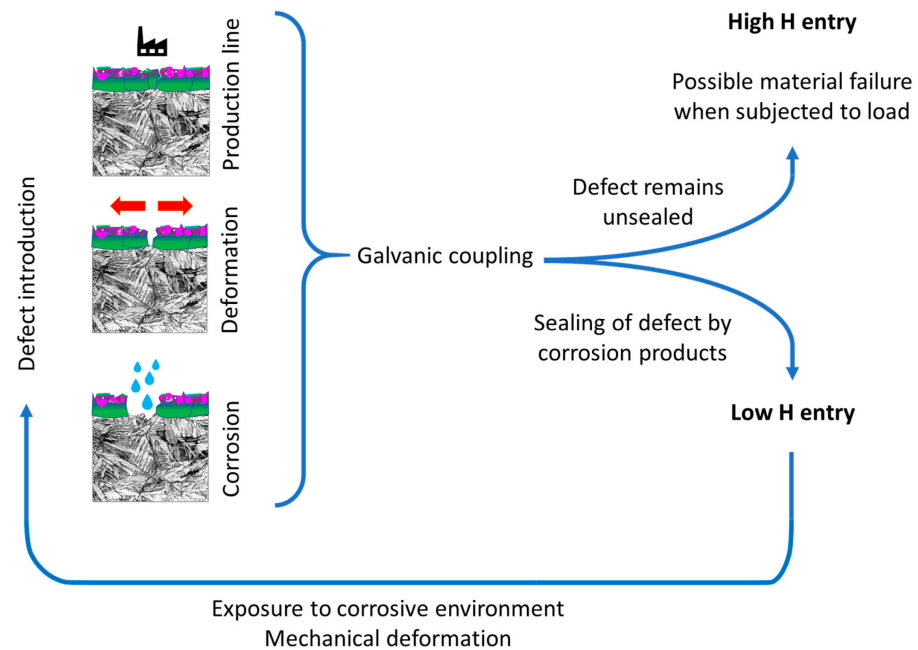 Defect introduction
Production line
Deformation
Corrosion
Galvanic coupling
High H entry
Possible material failure
when subjected to load
Defect remains
unsealed
Sealing of defect by
corrosion products
Low H entry
Exposure to corrosive environment
Mechanical deformation